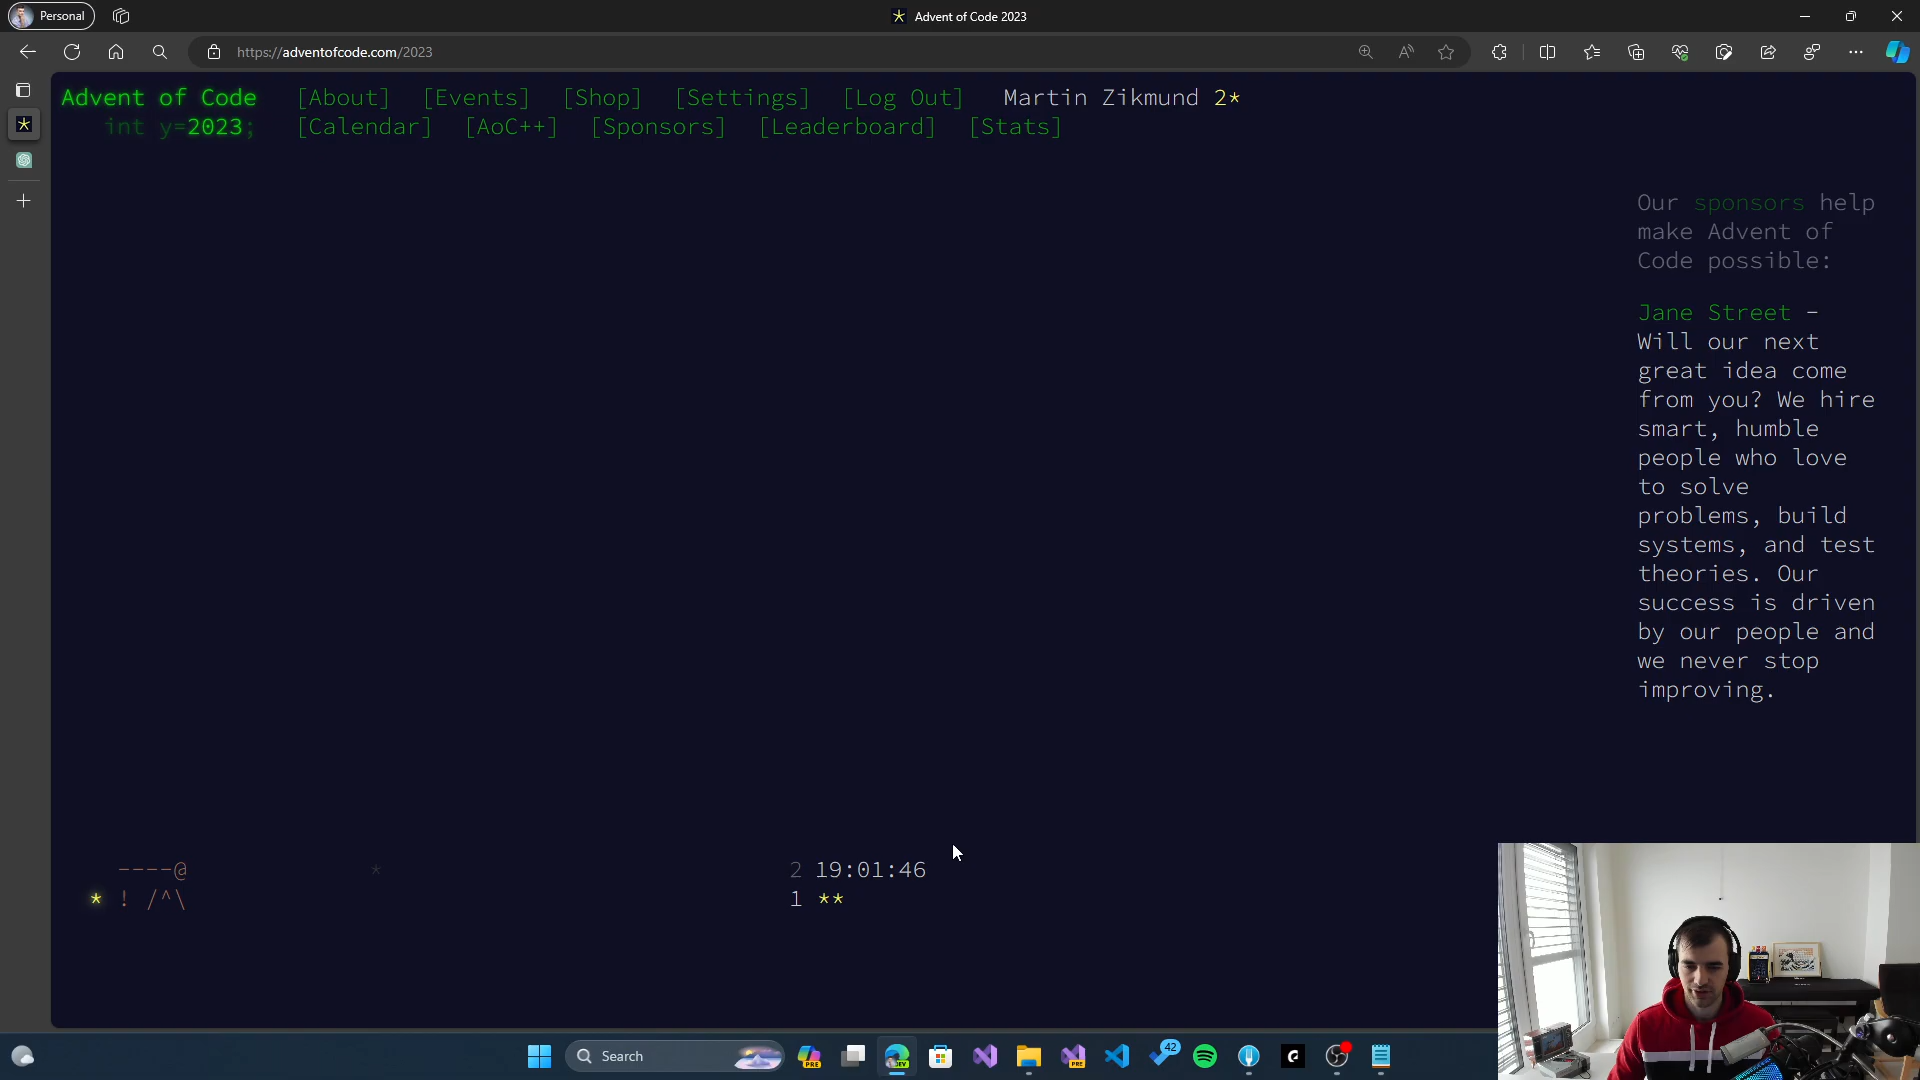 Personal
Advent of Code 2023
https://adventofcode.com/2023
Advent of Code [About] [Events] [Shop] [Settings] [Log Out] Martin Zikmund 2*
int y=2023; [Calendar] [AoC++] [Sponsors] [Leaderboard] [Stats]
Our sponsors help
make Advent of
Code possible:
Jane Street -
Will our next
great idea come
from you? We hire
smart, humble
people who love
to solve
problems, build
systems, and test
theories. Our
success is driven
by our people and
we never stop
improving.
----@ * 2 19:01:46
* ! /^\ 1 **
Search
PRE
DEV
PRE
42